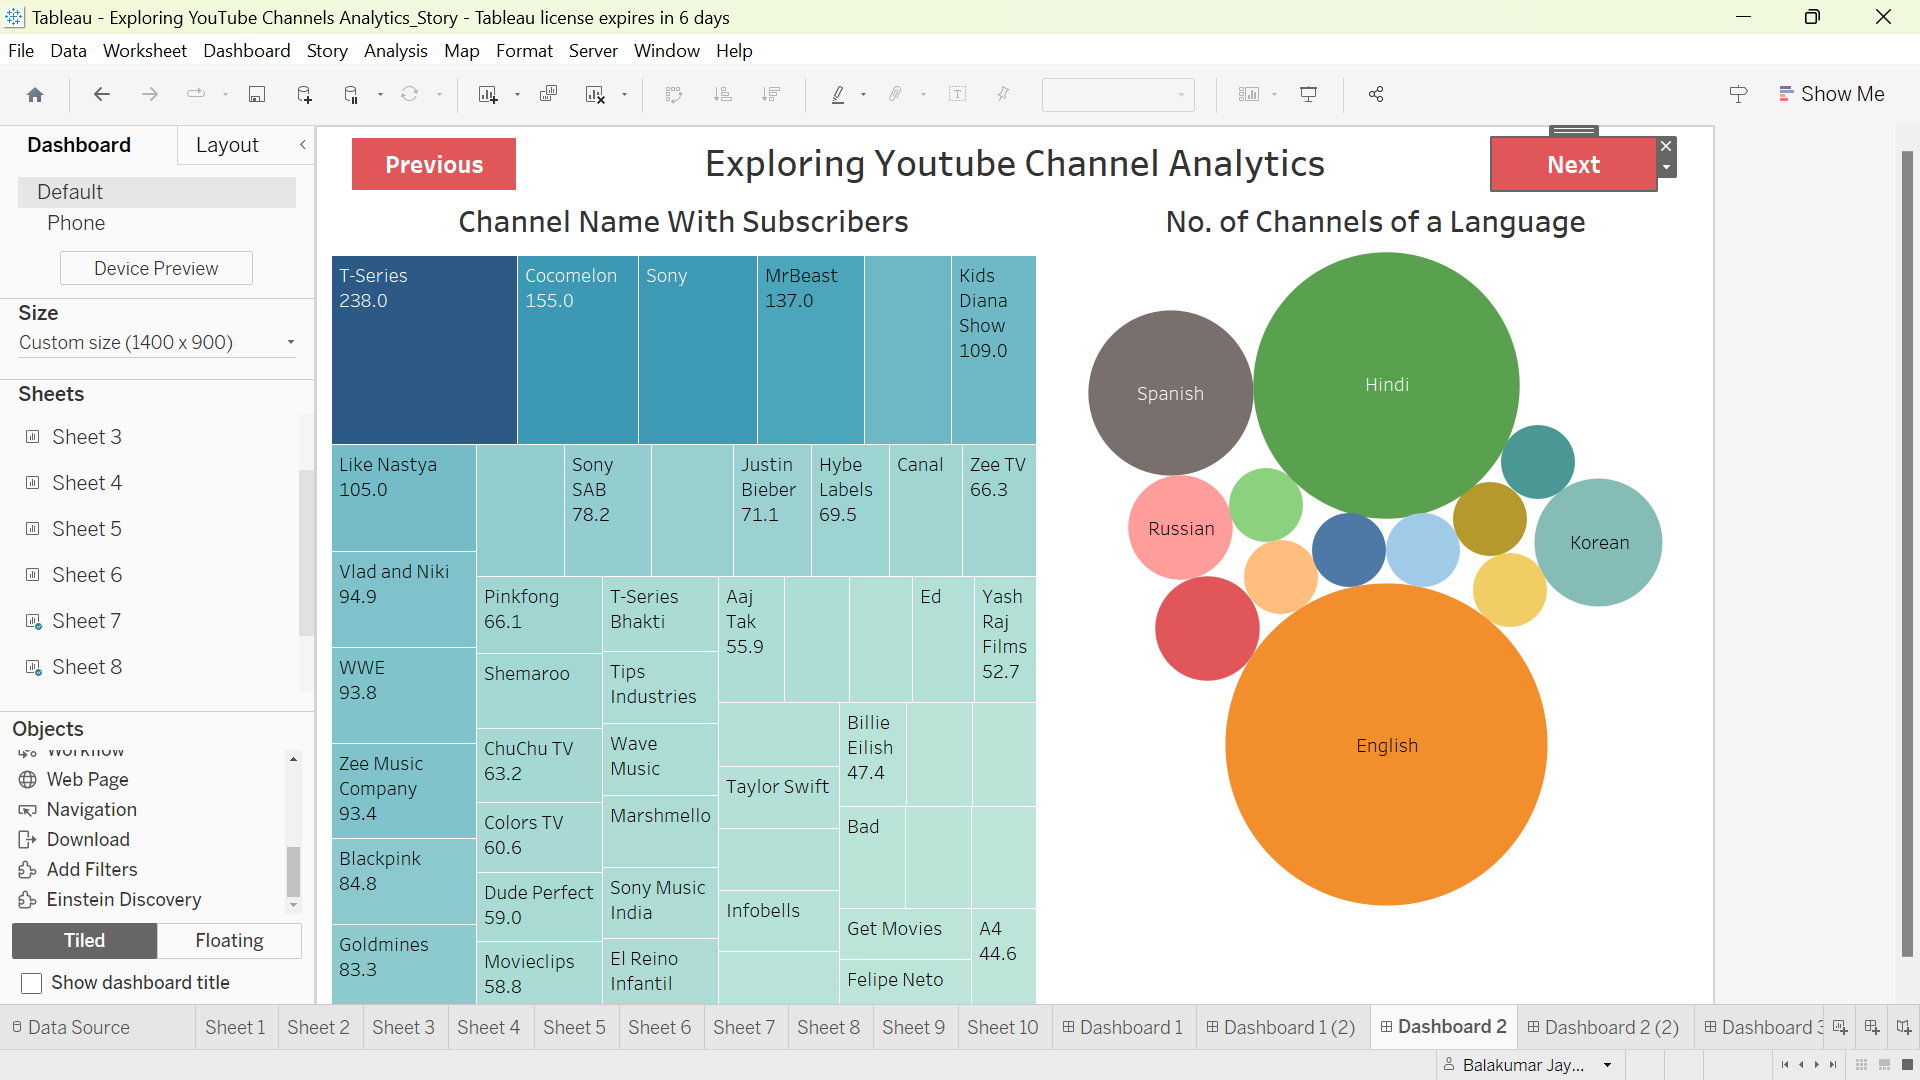 Tableau - Exploring YouTube Channels Analytics_Story - Tableau license expires in 6 days
File Data Worksheet Dashboard Story Analysis Map Format Server Window Help
Show Me
Dashboard
Layout
Default
Phone
Device Preview
Size
Custom size (1400 x 900)
Sheets
Sheet 3
Sheet 4
Sheet 5
Sheet 6
Sheet 7
Sheet 8
Objects
Workflow
Web Page
Navigation
Download
Add Filters
Einstein Discovery
Tiled
Floating
Show dashboard title
Previous
Exploring Youtube Channel Analytics
Next
Channel Name With Subscribers
T-Series
238.0
Cocomelon
155.0
Sony
MrBeast
137.0
Kids
Diana
Show
109.0
Like Nastya
105.0
Sony
SAB
78.2
Justin
Bieber
71.1
Hybe
Labels
69.5
Canal
Zee TV
66.3
Vlad and Niki
94.9
WWE
93.8
Zee Music
Company
93.4
Blackpink
84.8
Goldmines
83.3
Pinkfong
66.1
Shemaroo
ChuChu TV
63.2
Colors TV
60.6
Dude Perfect
59.0
Movieclips
58.8
T-Series
Bhakti
Tips
Industries
Wave
Music
Marshmello
Sony Music
India
El Reino
Infantil
Aaj
Tak
55.9
Ed
Yash
Raj
Films
52.7
Taylor Swift
Infobells
Billie
Eilish
47.4
Bad
Get Movies
Felipe Neto
A4
44.6
No. of Channels of a Language
Hindi
Spanish
Russian
Korean
English
Data Source
Sheet 1
Sheet 2
Sheet 3
Sheet 4
Sheet 5
Sheet 6
Sheet 7
Sheet 8
Sheet 9
Sheet 10
Dashboard 1
Dashboard 1 (2)
Dashboard 2
Dashboard 2 (2)
Dashboard 3
Balakumar Jay...